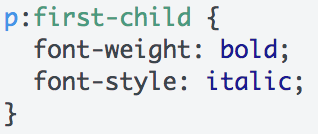 p:first-child {
  font-weight: bold;
  font-style: italic;
}